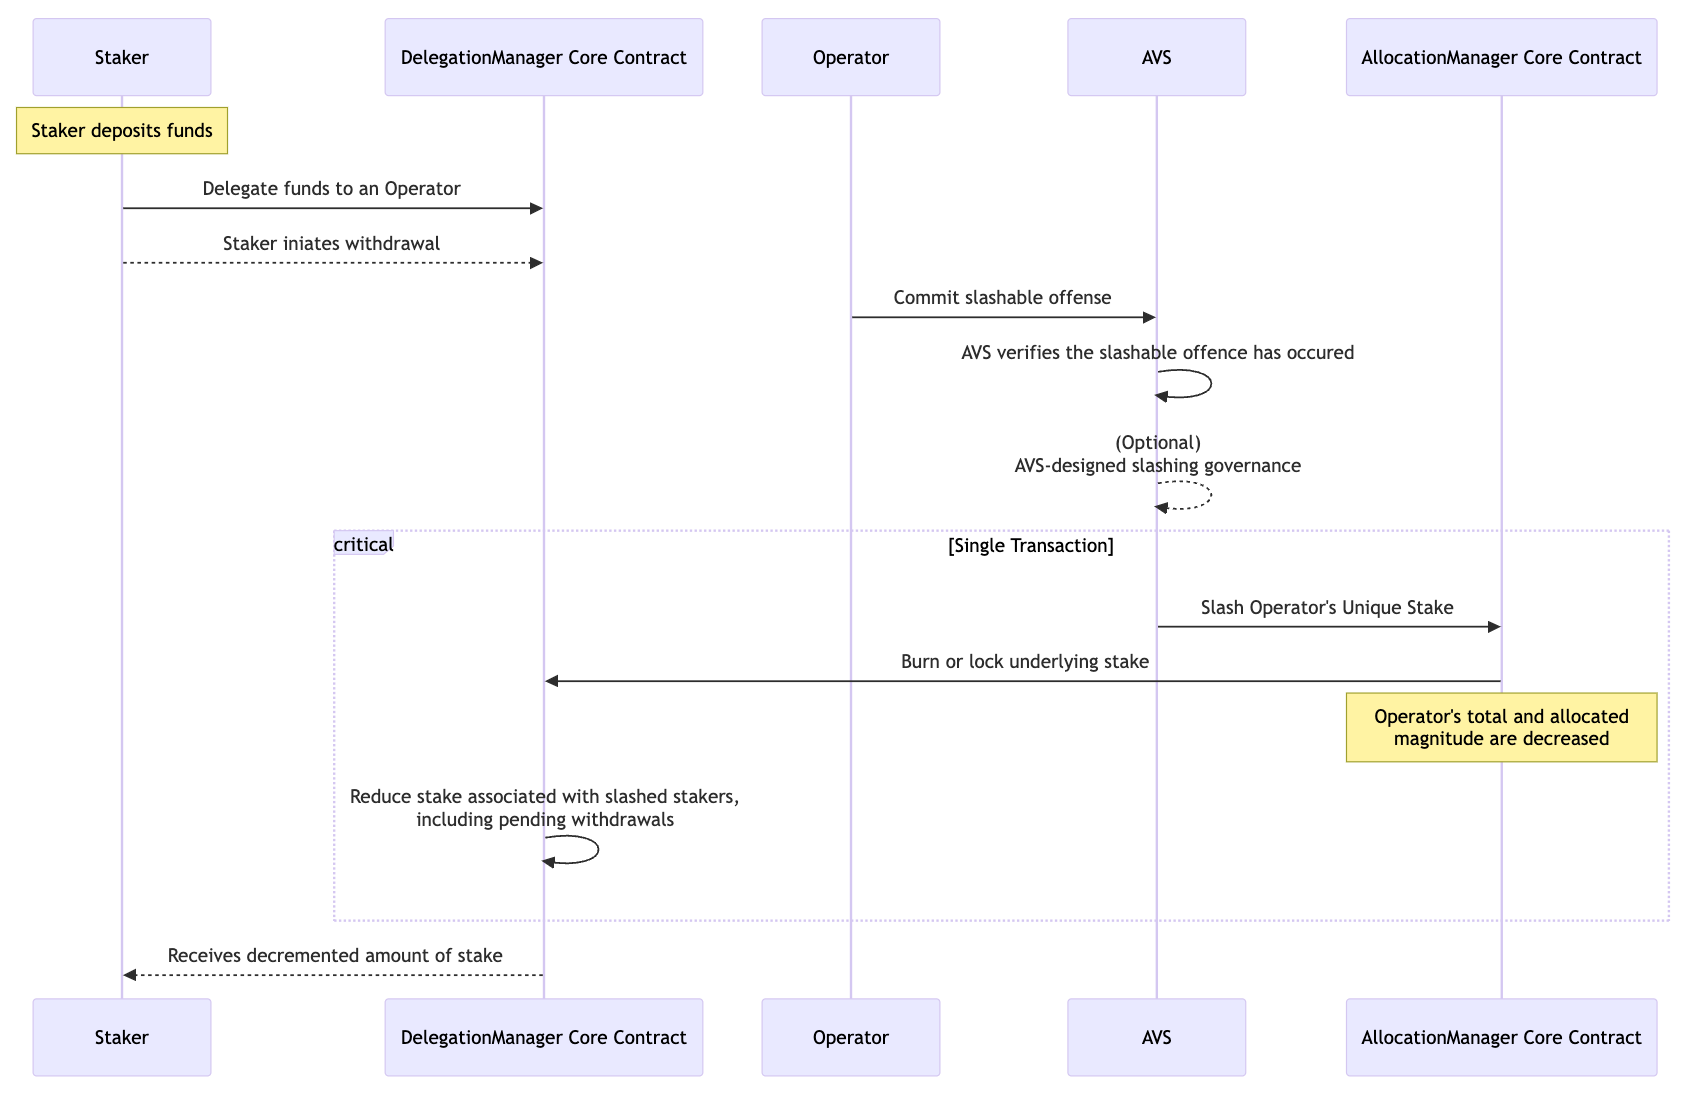 Staker
DelegationManager Core Contract
Operator
AVS
AllocationManager Core Contract
Staker deposits funds
Delegate funds to an Operator
Staker iniates withdrawal
Commit slashable offense
AVS verifies the slashable offence has occured
(Optional)
AVS-designed slashing governance
critical
[Single Transaction]
Slash Operator's Unique Stake
Burn or lock underlying stake
Operator's total and allocated
magnitude are decreased
Reduce stake associated with slashed stakers,
including pending withdrawals
Receives decremented amount of stake
Staker
DelegationManager Core Contract
Operator
AVS
AllocationManager Core Contract